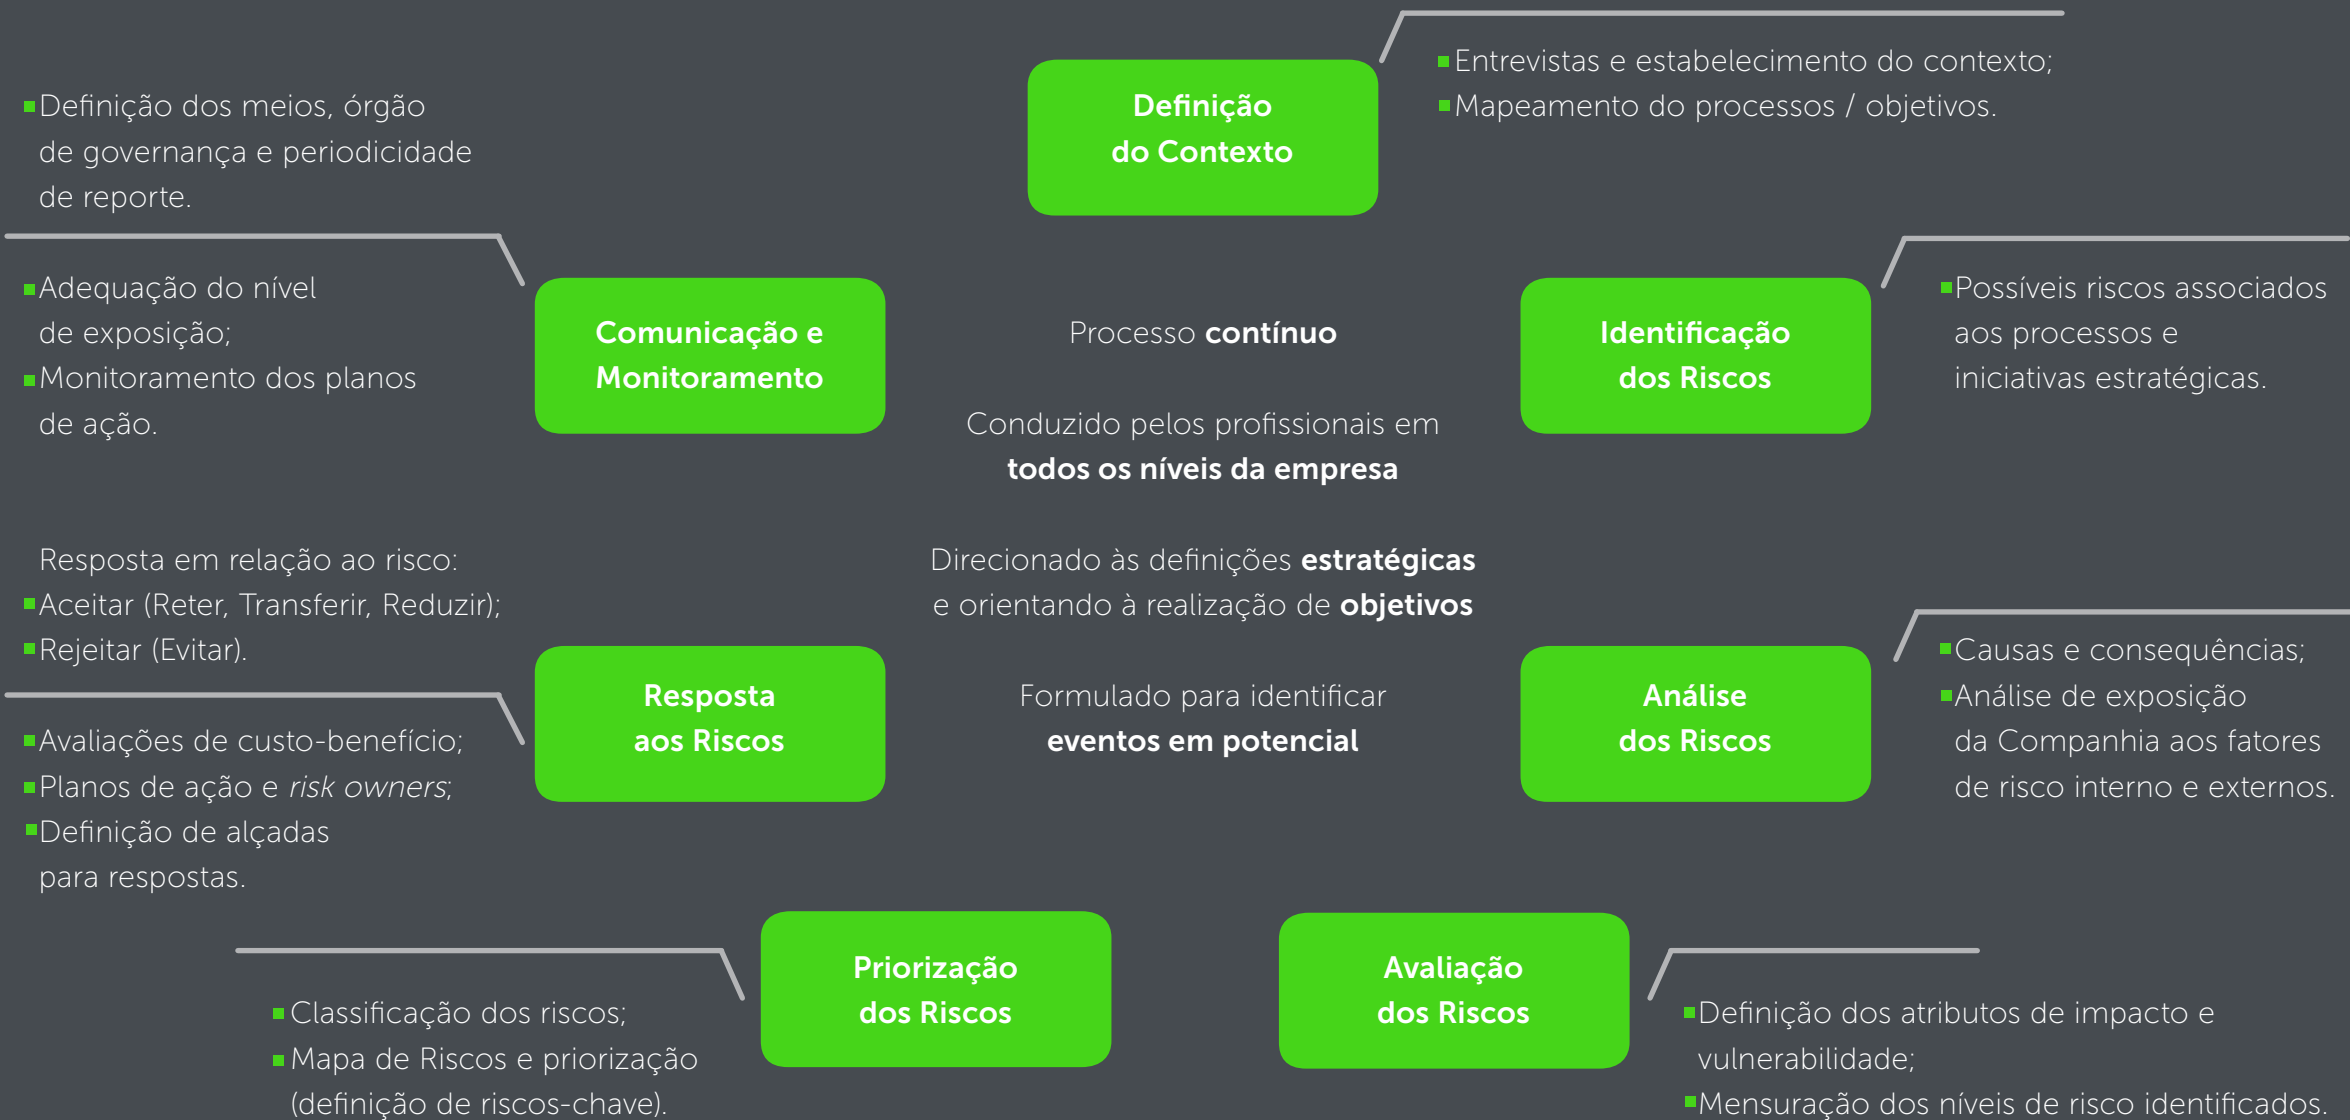 Definição
do Contexto
■Entrevistas e estabelecimento do contexto;
■Mapeamento do processos / objetivos.
Identificação
dos Riscos
■Possíveis riscos associados
aos processos e
iniciativas estratégicas.
Análise
dos Riscos
■Causas e consequências;
■Análise de exposição
da Companhia aos fatores
de risco interno e externos.
Avaliação
dos Riscos
■Definição dos atributos de impacto e
vulnerabilidade;
■Mensuração dos níveis de risco identificados.
Priorização
dos Riscos
■Classificação dos riscos;
■Mapa de Riscos e priorização
(definição de riscos-chave).
Resposta
aos Riscos
Resposta em relação ao risco:
■Aceitar (Reter, Transferir, Reduzir);
■Rejeitar (Evitar).
■Avaliações de custo-benefício;
■Planos de ação e risk owners;
■Definição de alçadas
para respostas.
Comunicação e
Monitoramento
■Definição dos meios, órgão
de governança e periodicidade
de reporte.
■Adequação do nível
de exposição;
■Monitoramento dos planos
de ação.
Processo contínuo
Conduzido pelos profissionais em
todos os níveis da empresa
Direcionado às definições estratégicas
e orientando à realização de objetivos
Formulado para identificar
eventos em potencial